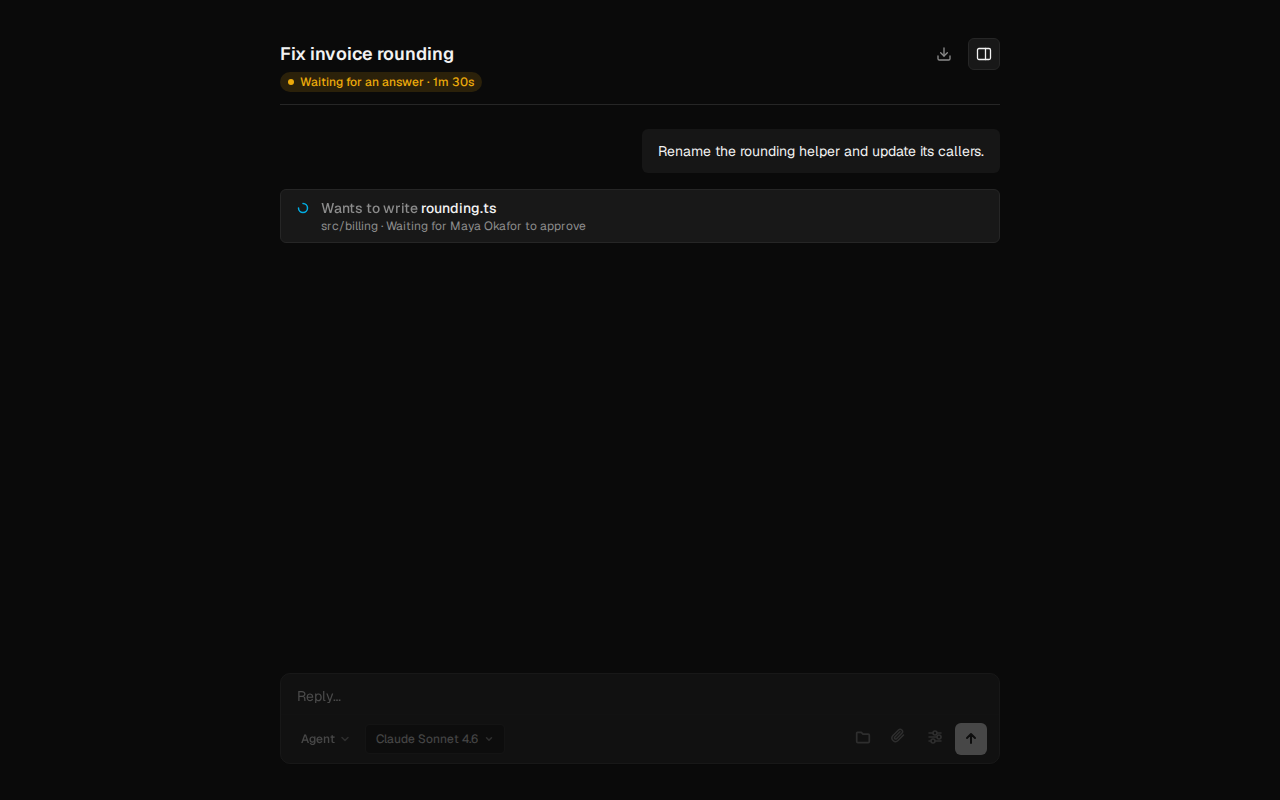 Fix invoice rounding
Waiting for an answer · 1m 30s
Rename the rounding helper and update its callers.
Wants to write rounding.ts
src/billing · Waiting for Maya Okafor to approve
Reply...
Agent
Claude Sonnet 4.6